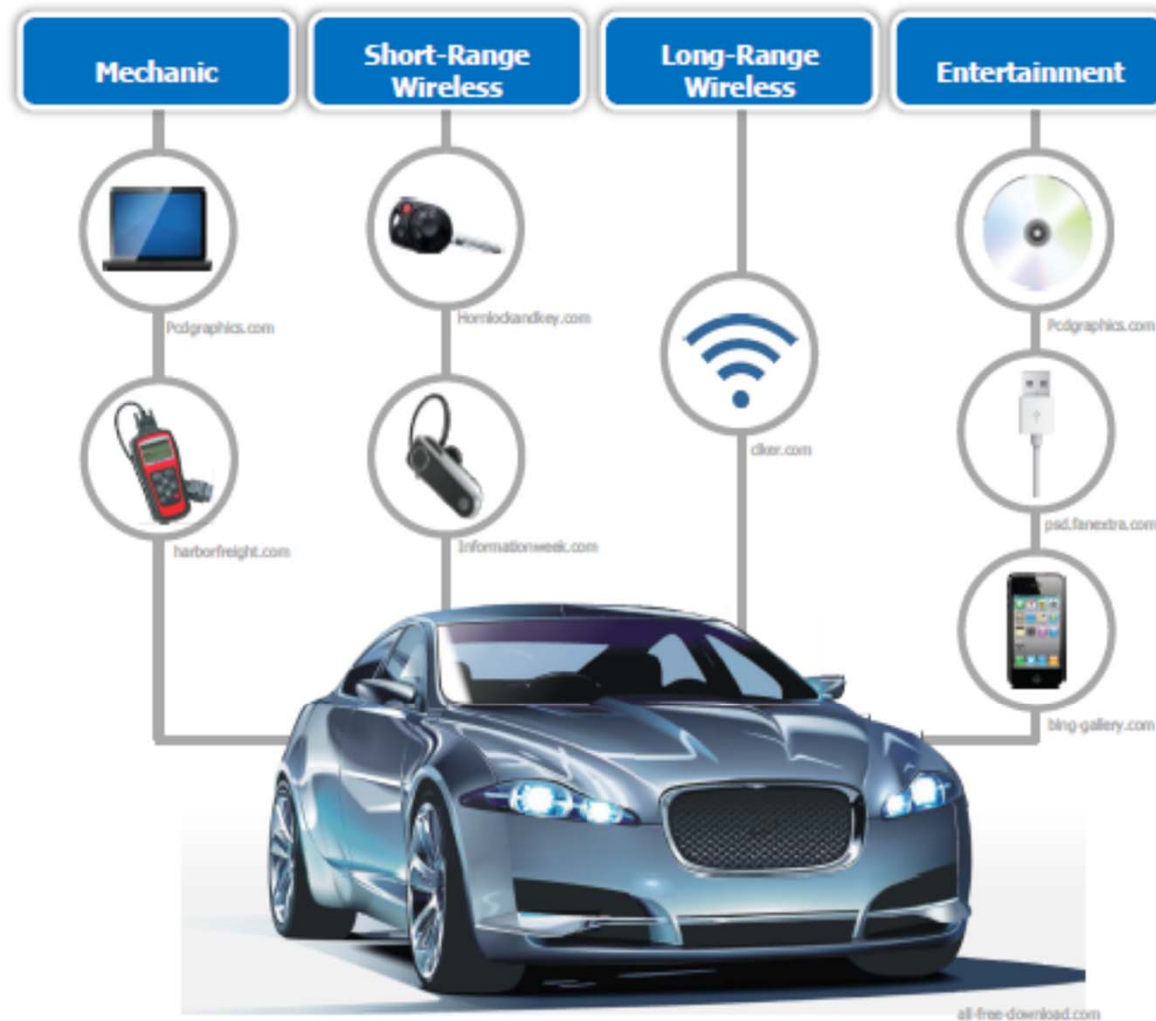 Mechanic
Short-Range
Wireless
Long-Range
Wireless
Entertainment
Pcdgraphics.com
Hornlockandkey.com
Pcdgraphics.com
clker.com
harborfreight.com
Informationweek.com
psd.fanextra.com
bing-gallery.com
all-free-download.com